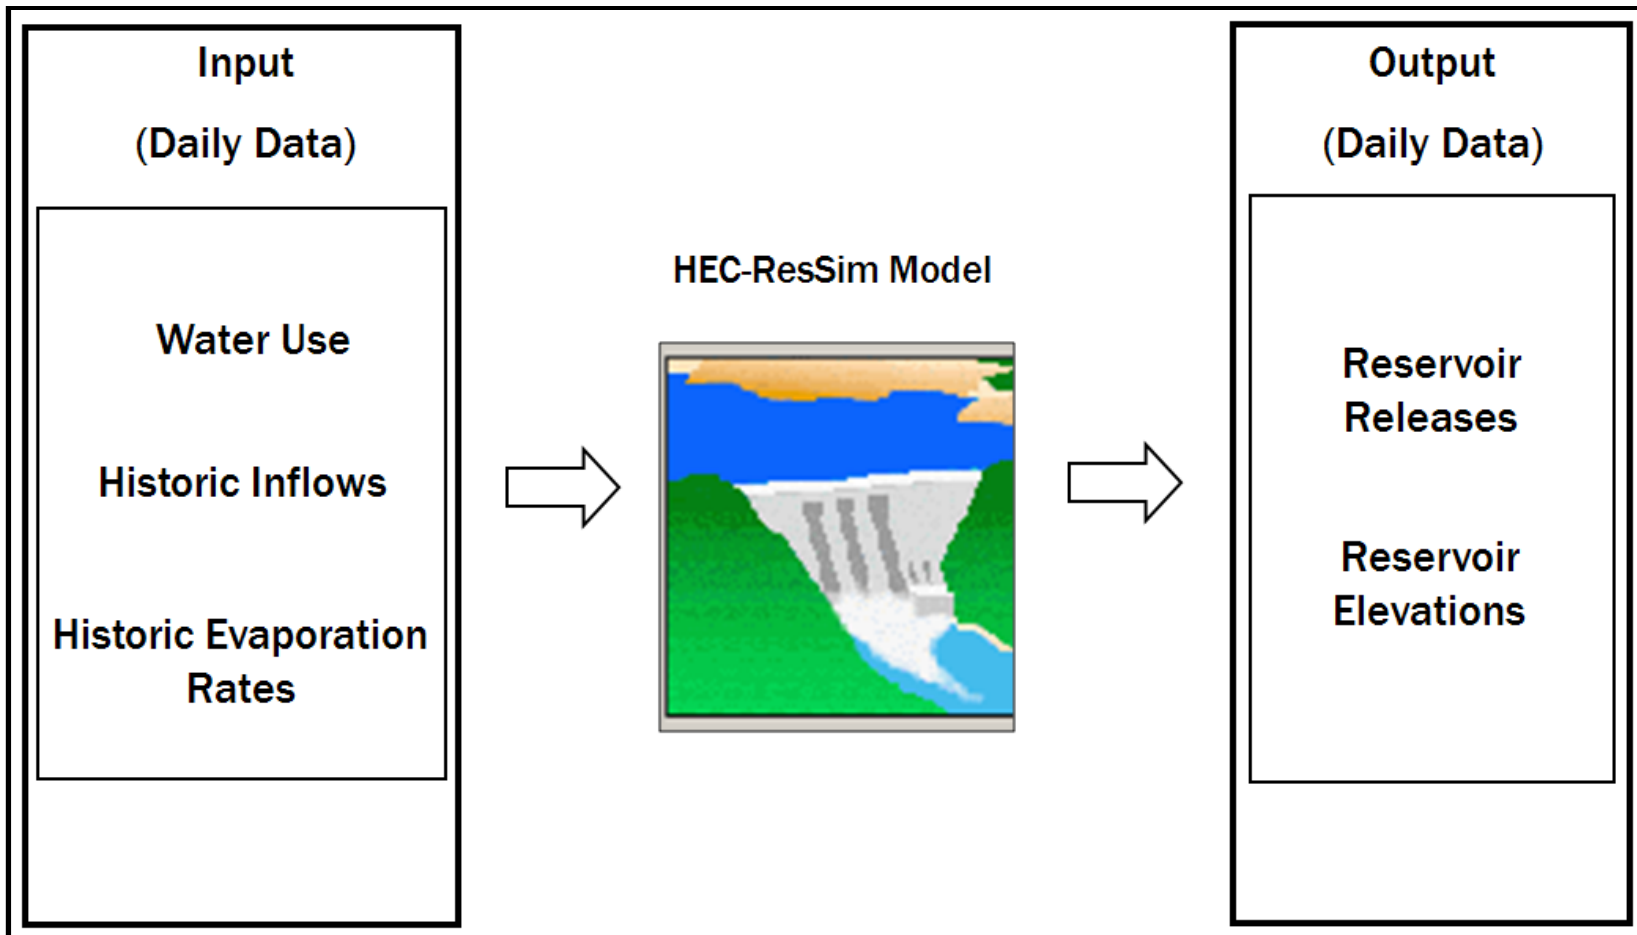 Input
(Daily Data)
Water Use
Historic Inflows
Historic Evaporation
Rates
HEC-ResSim Model
Output
(Daily Data)
Reservoir
Releases
Reservoir
Elevations